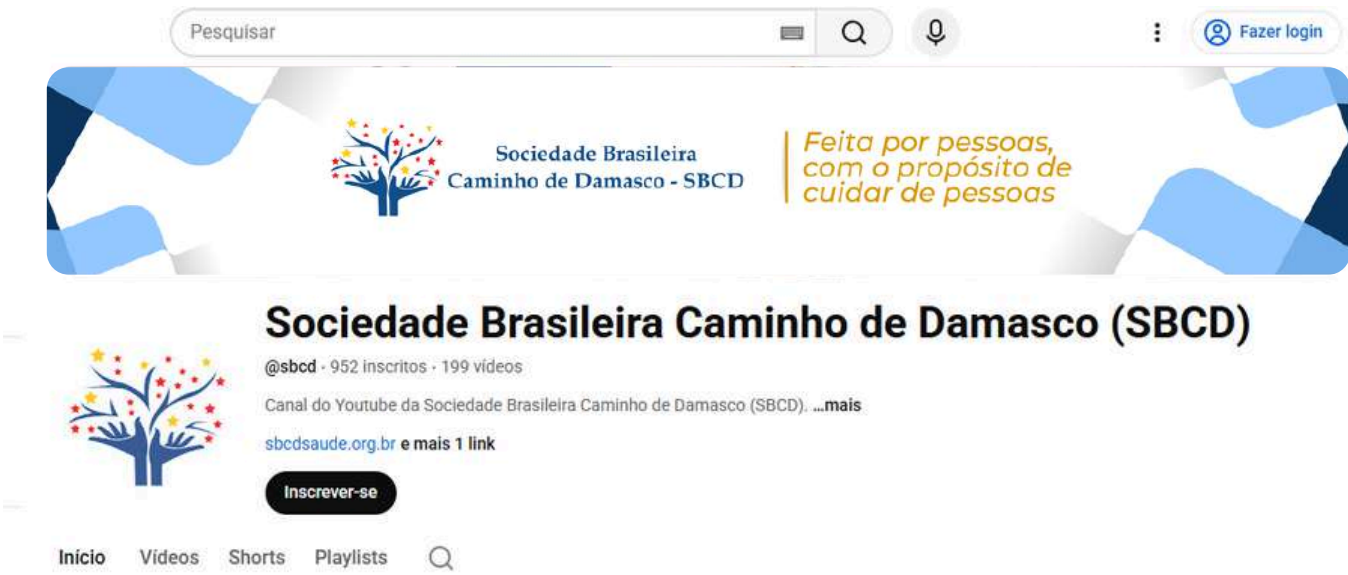 Pesquisar
Fazer login
Sociedade Brasileira
Caminho de Damasco - SBCD
Feita por pessoas,
com o propósito de
cuidar de pessoas
Sociedade Brasileira Caminho de Damasco (SBCD)
@sbcd · 952 inscritos · 199 vídeos
Canal do Youtube da Sociedade Brasileira Caminho de Damasco (SBCD). ...mais
sbcdsaude.org.br e mais 1 link
Inscrever-se
Início Vídeos Shorts Playlists